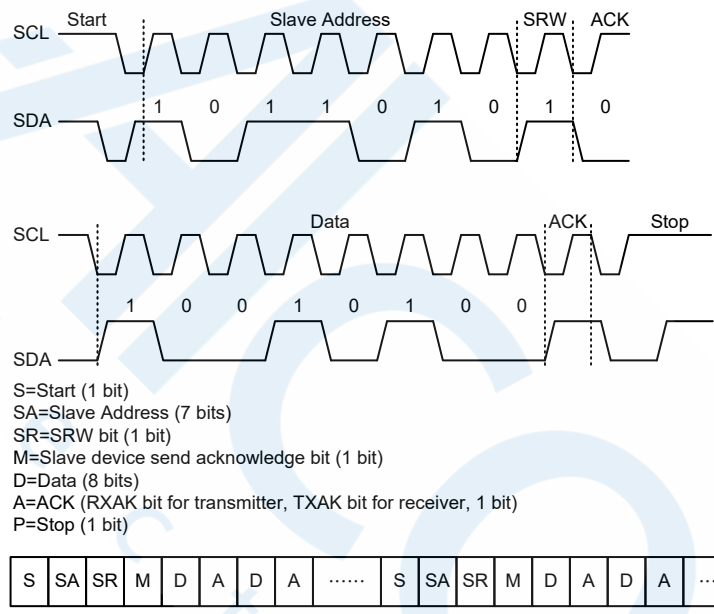 Start Slave Address SRW ACK
SCL
1 0 1 1 0 1 0 1 0
SDA
Data ACK Stop
SCL
1 0 0 1 0 1 0 0
SDA
S=Start (1 bit)
SA=Slave Address (7 bits)
SR=SRW bit (1 bit)
M=Slave device send acknowledge bit (1 bit)
D=Data (8 bits)
A=ACK (RXAK bit for transmitter, TXAK bit for receiver, 1 bit)
P=Stop (1 bit)
S SA SR M D A D A ...... S SA SR M D A D A ...